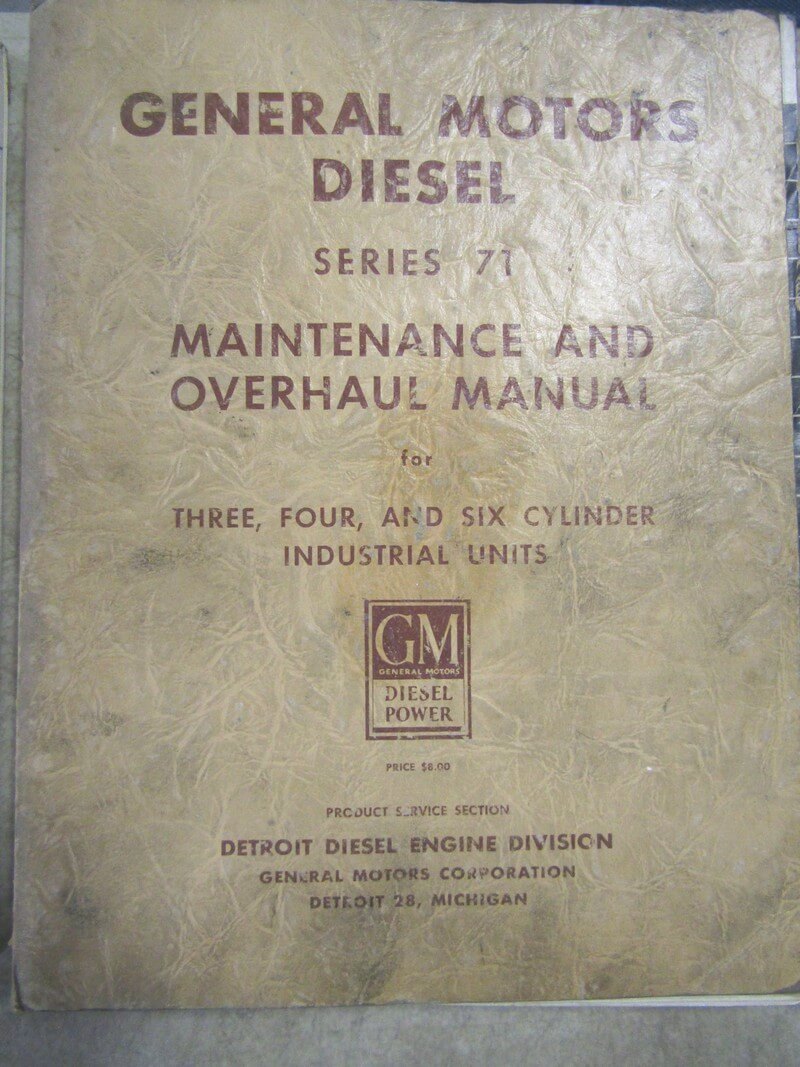 GENERAL MOTORS
DIESEL
SERIES 71
MAINTENANCE AND
OVERHAUL MANUAL
for
THREE, FOUR, AND SIX CYLINDER
INDUSTRIAL UNITS
GM
GENERAL MOTORS
DIESEL
POWER
PRICE $8.00
PRODUCT SERVICE SECTION
DETROIT DIESEL ENGINE DIVISION
GENERAL MOTORS CORPORATION
DETROIT 28, MICHIGAN